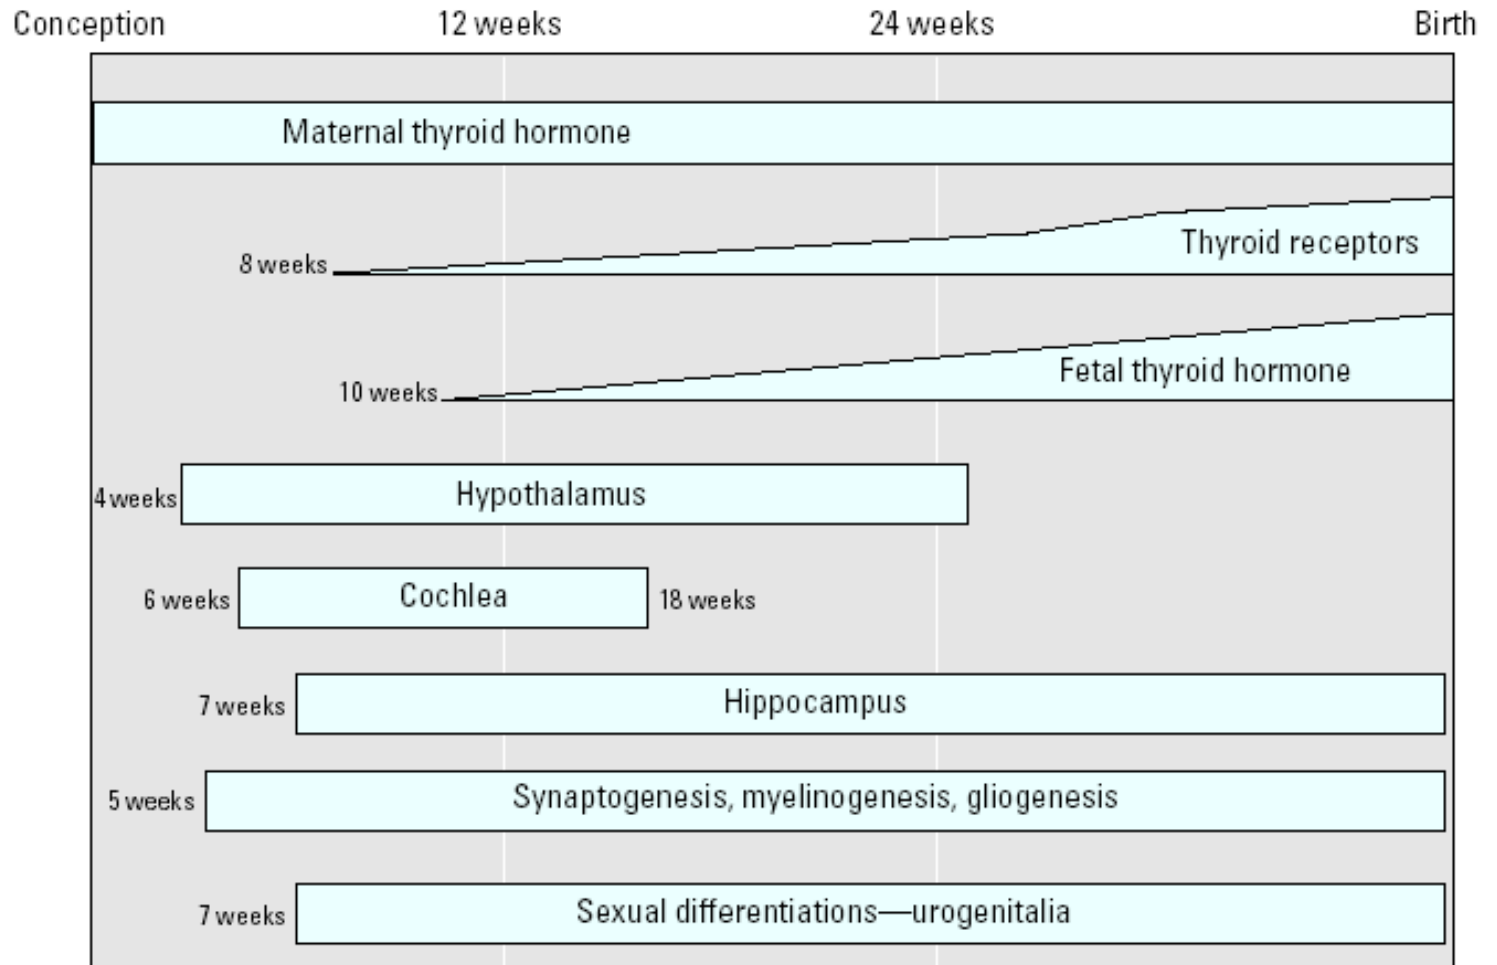 Conception 12 weeks 24 weeks Birth
Maternal thyroid hormone
Thyroid receptors
8 weeks
Fetal thyroid hormone
10 weeks
4 weeks Hypothalamus
6 weeks Cochlea 18 weeks
7 weeks Hippocampus
5 weeks Synaptogenesis, myelinogenesis, gliogenesis
7 weeks Sexual differentiations—urogenitalia